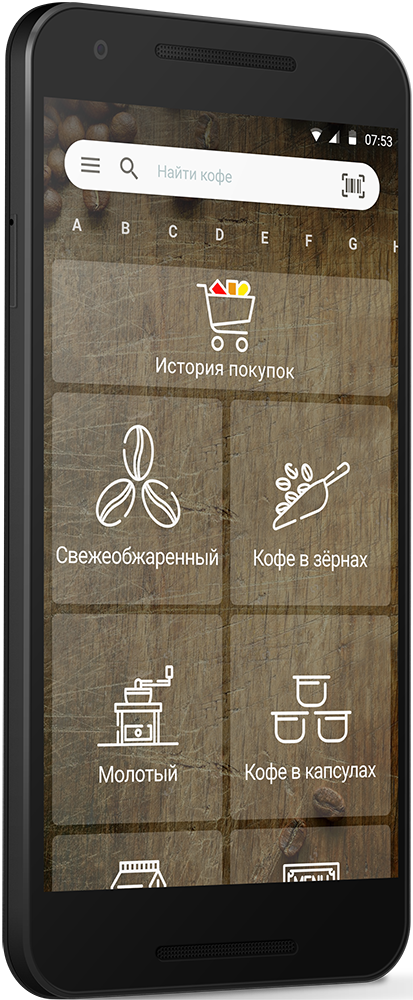 07:53
Найти кофе
A B C D E F G H
История покупок
Свежеобжаренный
Кофе в зёрнах
Молотый
Кофе в капсулах
MENU